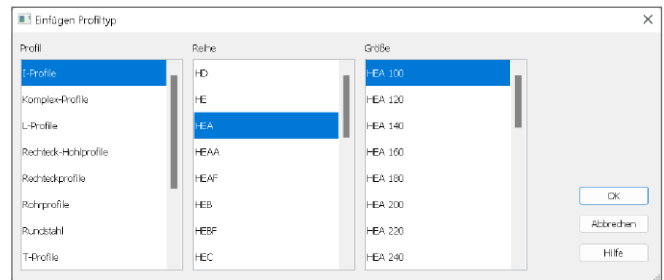 Einfügen Profiltyp
Profil
I-Profile
Komplex-Profile
L-Profile
Rechteck-Hohlprofile
Rechteckprofile
Rohrprofile
Rundstahl
T-Profile
Reihe
HD
HE
HEA
HEAA
HEAF
HEB
HEBF
HEC
Größe
HEA 100
HEA 120
HEA 140
HEA 160
HEA 180
HEA 200
HEA 220
HEA 240
OK
Abbrechen
Hilfe